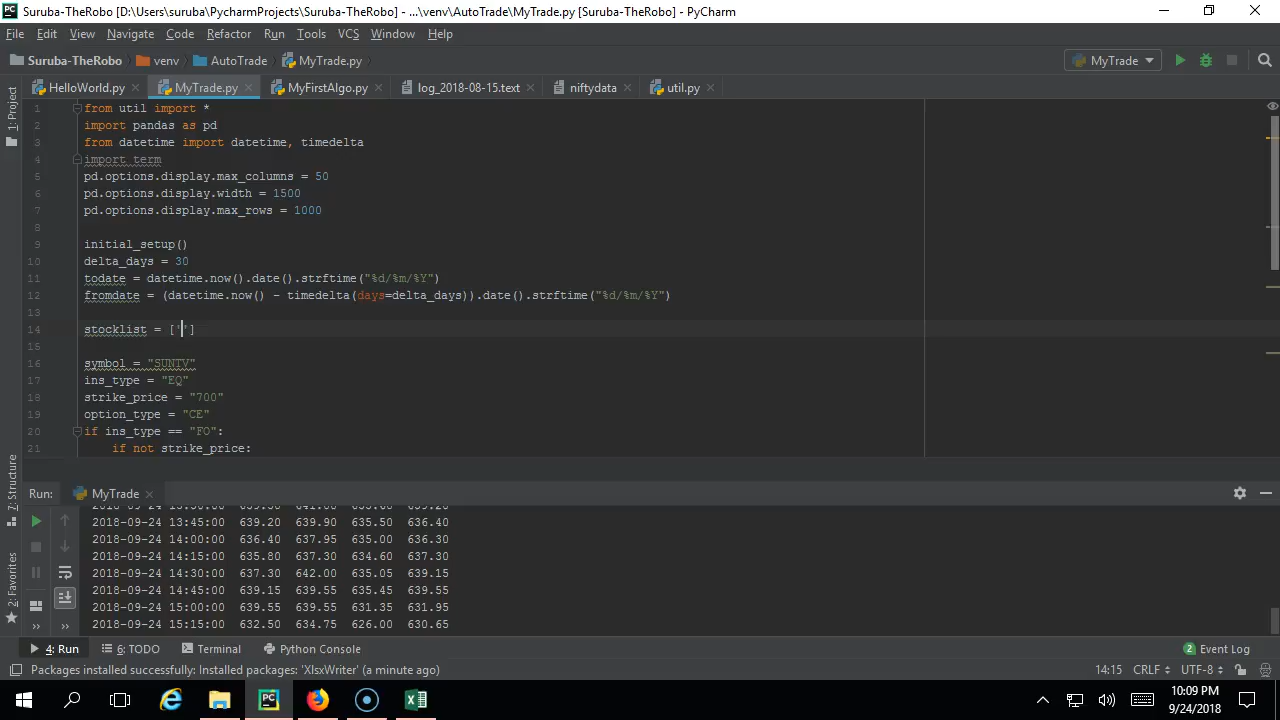 Suruba-TheRobo [D:\Users\suruba\PycharmProjects\Suruba-TheRobo] - ...\venv\AutoTrade\MyTrade.py [Suruba-TheRobo] - PyCharm
File Edit View Navigate Code Refactor Run Tools VCS Window Help
Suruba-TheRobo venv AutoTrade MyTrade.py MyTrade
HelloWorld.py MyTrade.py MyFirstAlgo.py log_2018-08-15.text niftydata util.py
1: Project
1 from util import *
2 import pandas as pd
3 from datetime import datetime, timedelta
4 import term
5 pd.options.display.max_columns = 50
6 pd.options.display.width = 1500
7 pd.options.display.max_rows = 1000
8
9 initial_setup()
10 delta_days = 30
11 todate = datetime.now().date().strftime("%d/%m/%Y")
12 fromdate = (datetime.now() - timedelta(days=delta_days)).date().strftime("%d/%m/%Y")
13
14 stocklist = ['']
15
16 symbol = "SUNTV"
17 ins_type = "EQ"
18 strike_price = "700"
19 option_type = "CE"
20 if ins_type == "FO":
21 if not strike_price:
7: Structure
2: Favorites
Run: MyTrade
2018-09-24 13:45:00 639.20 639.90 635.50 636.40
2018-09-24 14:00:00 636.40 637.95 635.00 636.30
2018-09-24 14:15:00 635.80 637.30 634.60 637.30
2018-09-24 14:30:00 637.30 642.00 635.05 639.15
2018-09-24 14:45:00 639.15 639.55 635.45 639.55
2018-09-24 15:00:00 639.55 639.55 631.35 631.95
2018-09-24 15:15:00 632.50 634.75 626.00 630.65
4: Run 6: TODO Terminal Python Console 2 Event Log
Packages installed successfully: Installed packages: 'XlsxWriter' (a minute ago) 14:15 CRLF UTF-8
10:09 PM
9/24/2018